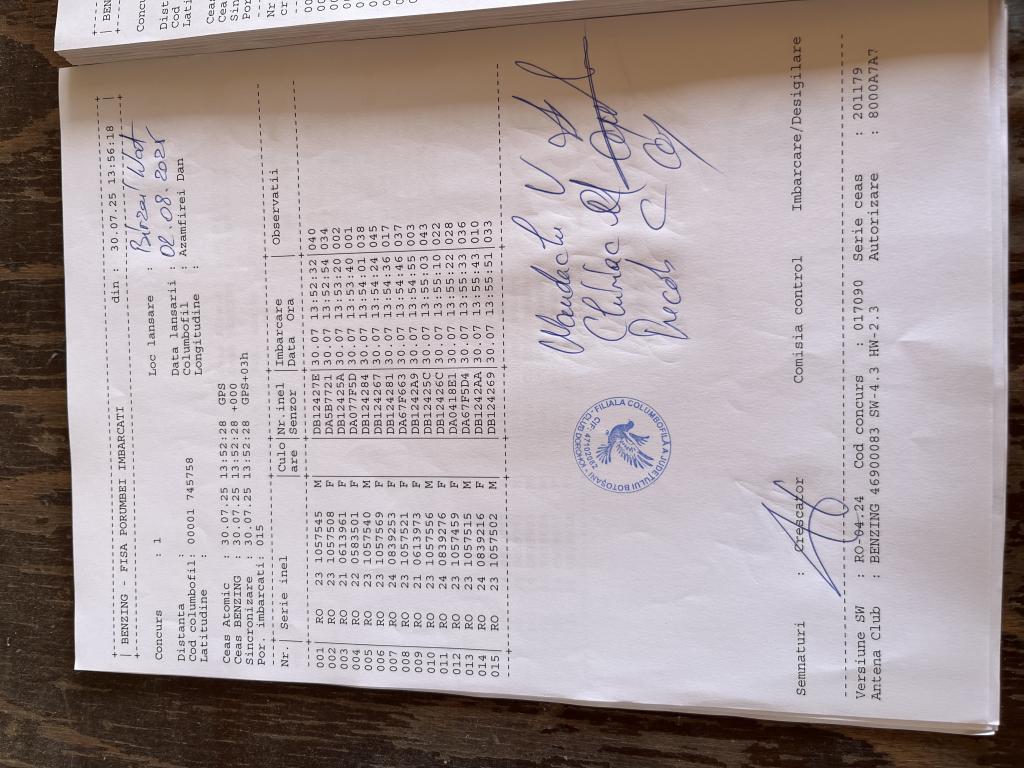 BENZING - FISA PORUMBEI IMBARCATI din : 30.07.25 13:56:18
Concurs : 1 Loc lansare :
Distanta : Data lansarii : 02.08.2025
Cod columbofil: 00001 745758 Columbofil : Azamfirei Dan
Latitudine : Longitudine :
Ceas Atomic : 30.07.25 13:52:28 GPS
Ceas BENZING : 30.07.25 13:52:28 +000
Sincronizare : 30.07.25 13:52:28 GPS+03h
Por. imbarcati: 015
Nr.| Serie inel |Culo|Nr.inel |Imbarcare | Observatii
are |Senzor |Data Ora
001 RO 23 1057545 M DB12427E 30.07 13:52:32 040
002 RO 23 1057508 F DA5B7721 30.07 13:52:54 034
003 RO 21 0613961 F DB12425A 30.07 13:53:20 002
004 RO 22 0583501 F DA077F5D 30.07 13:53:40 001
005 RO 23 1057540 M DB124284 30.07 13:54:01 038
006 RO 23 1057569 F DB124267 30.07 13:54:24 045
007 RO 24 0839253 F DB124281 30.07 13:54:36 017
008 RO 23 1057521 F DA67F663 30.07 13:54:46 037
009 RO 21 0613973 F DB1242A9 30.07 13:54:55 003
010 RO 23 1057556 M DB12425C 30.07 13:55:03 043
011 RO 24 0839276 F DB12426C 30.07 13:55:10 022
012 RO 23 1057459 F DA0418E1 30.07 13:55:22 028
013 RO 23 1057515 M DA67F5D4 30.07 13:55:33 036
014 RO 24 0839216 F DB1242AA 30.07 13:55:43 010
015 RO 23 1057502 M DB124269 30.07 13:55:51 033
FILIALA COLUMBOFILA A JUDETULUI BOTOȘANI
Semnaturi : Crescator Comisia control Imbarcare/Desigilare
Versiune SW : RO-04-24 Cod concurs : 017090 Serie ceas : 201179
Antena Club : BENZING 46900083 SW-4.3 HW-2.3 Autorizare : 8000A7A7